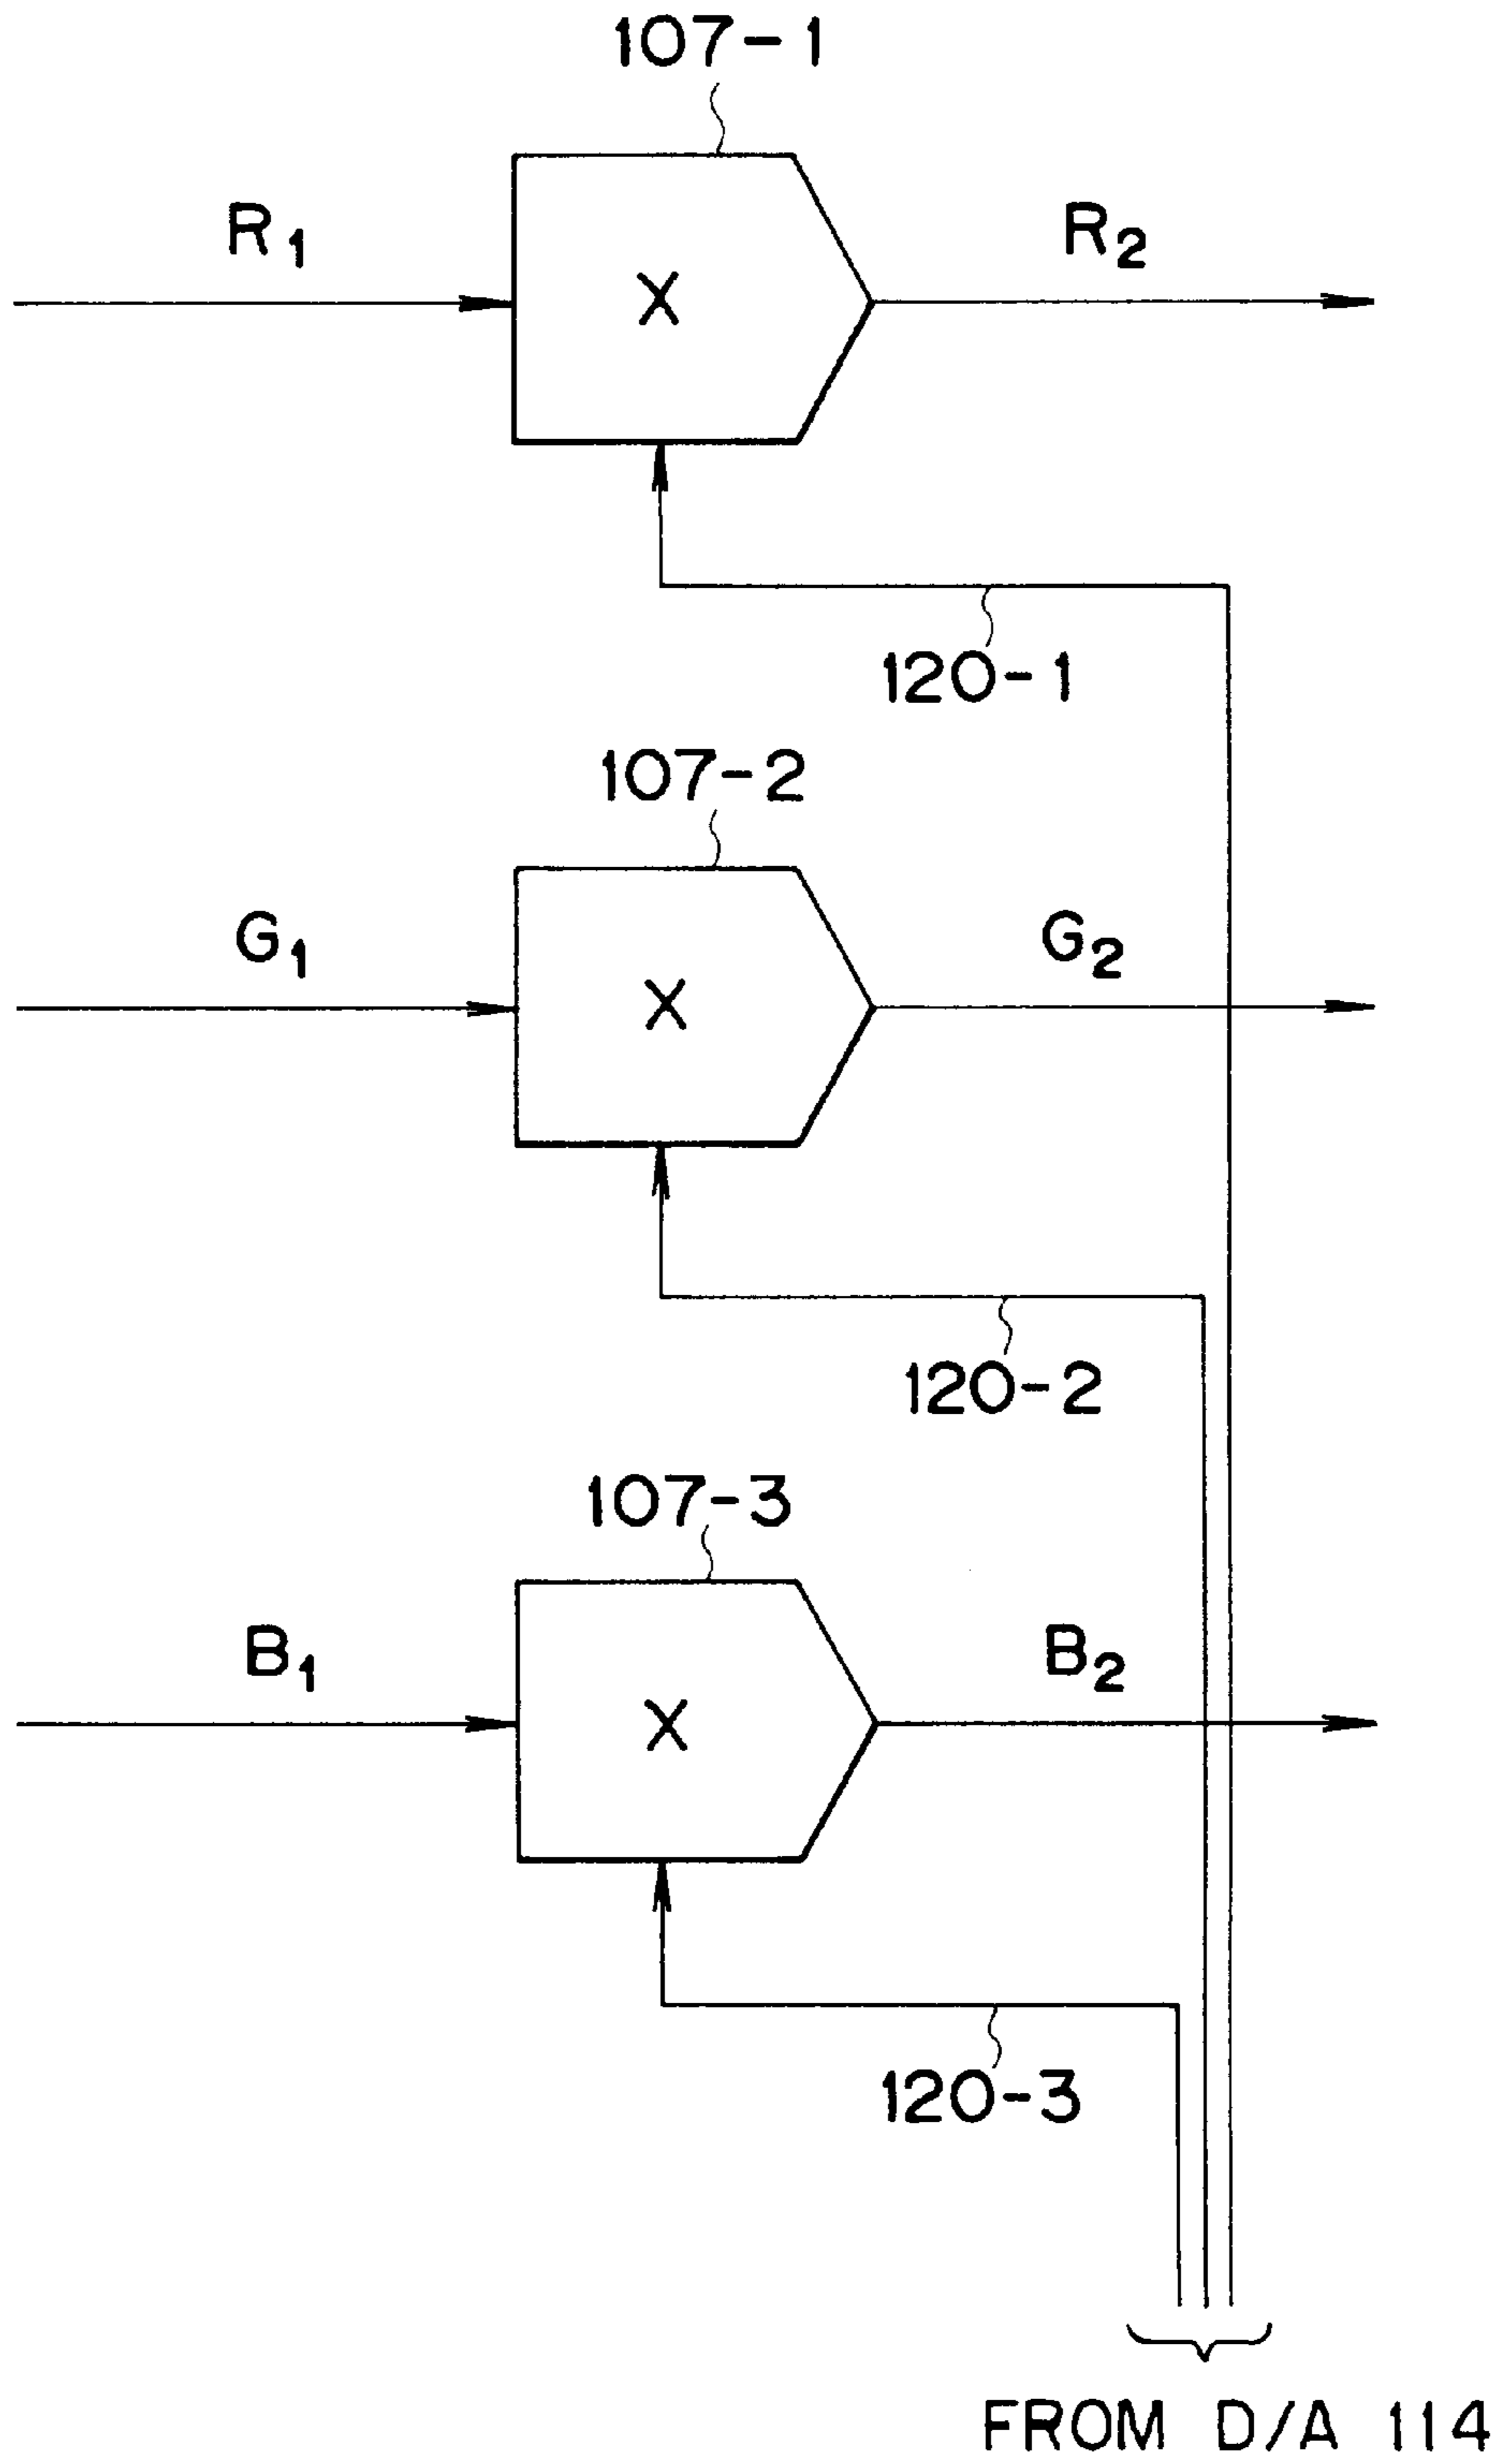 107-1
R1
R2
X
120-1
107-2
G1
G2
X
120-2
107-3
B1
B2
X
120-3
FROM D/A 114